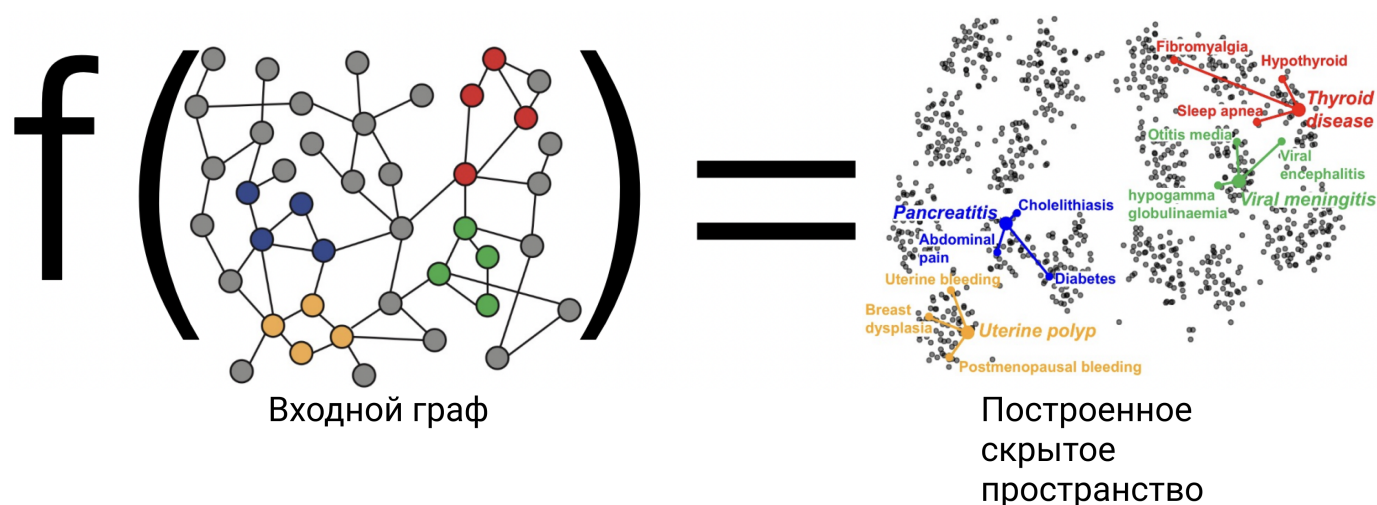 f ( ) =
Fibromyalgia
Hypothyroid
Thyroid
disease
Sleep apnea
Otitis media
Viral
encephalitis
hypogamma
globulinaemia
Viral meningitis
Pancreatitis
Cholelithiasis
Abdominal
pain
Diabetes
Uterine bleeding
Breast
dysplasia
Uterine polyp
Postmenopausal bleeding
Входной граф
Построенное
скрытое
пространство